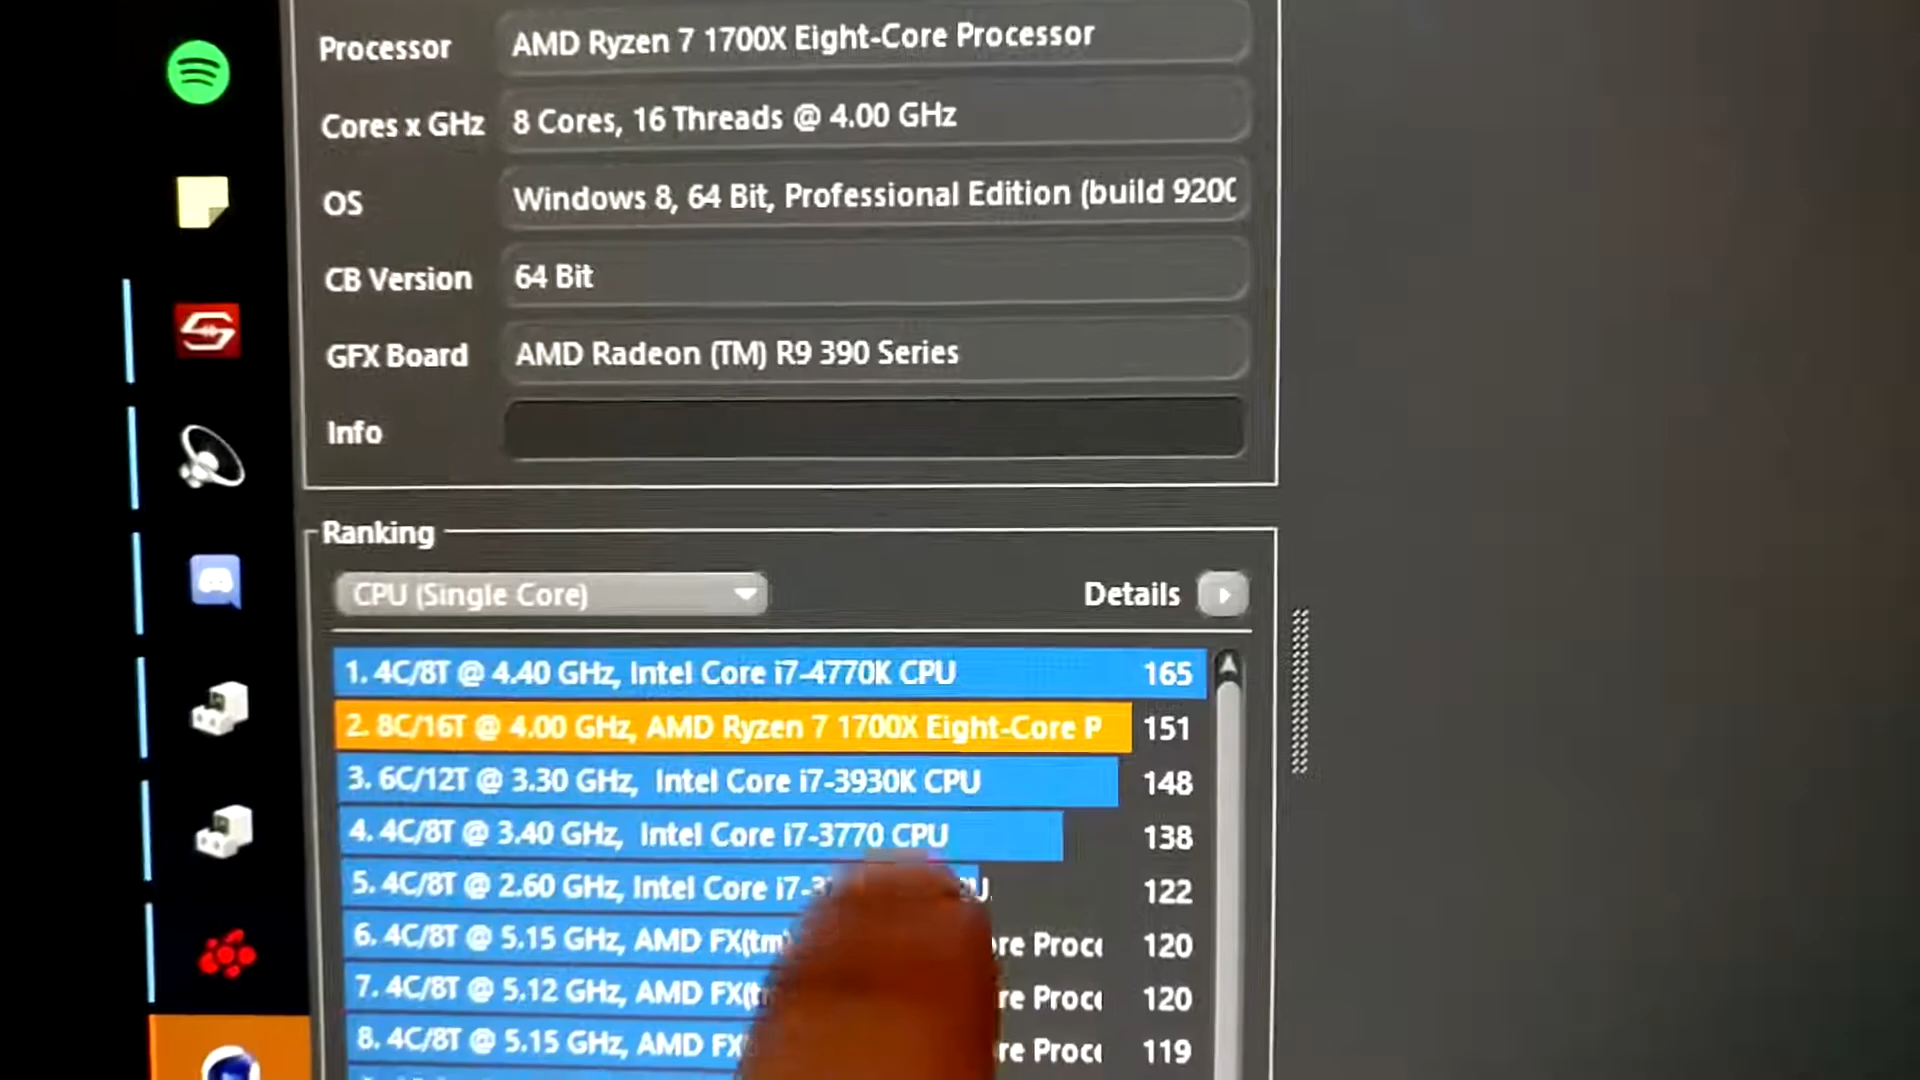 Processor AMD Ryzen 7 1700X Eight-Core Processor
Cores x GHz 8 Cores, 16 Threads @ 4.00 GHz
OS Windows 8, 64 Bit, Professional Edition (build 920
CB Version 64 Bit
GFX Board AMD Radeon (TM) R9 390 Series
Info
Ranking
CPU (Single Core) Details
1. 4C/8T @ 4.40 GHz, Intel Core i7-4770K CPU 165
2. 8C/16T @ 4.00 GHz, AMD Ryzen 7 1700X Eight-Core P 151
3. 6C/12T @ 3.30 GHz, Intel Core i7-3930K CPU 148
4. 4C/8T @ 3.40 GHz, Intel Core i7-3770 CPU 138
5. 4C/8T @ 2.60 GHz, Intel Core 122
6. 4C/8T @ 5.15 GHz, AMD FX(tm) 120
7. 4C/8T @ 5.12 GHz, AMD 120
8. 4C/8T @ 5.15 GHz, AMD FX 119